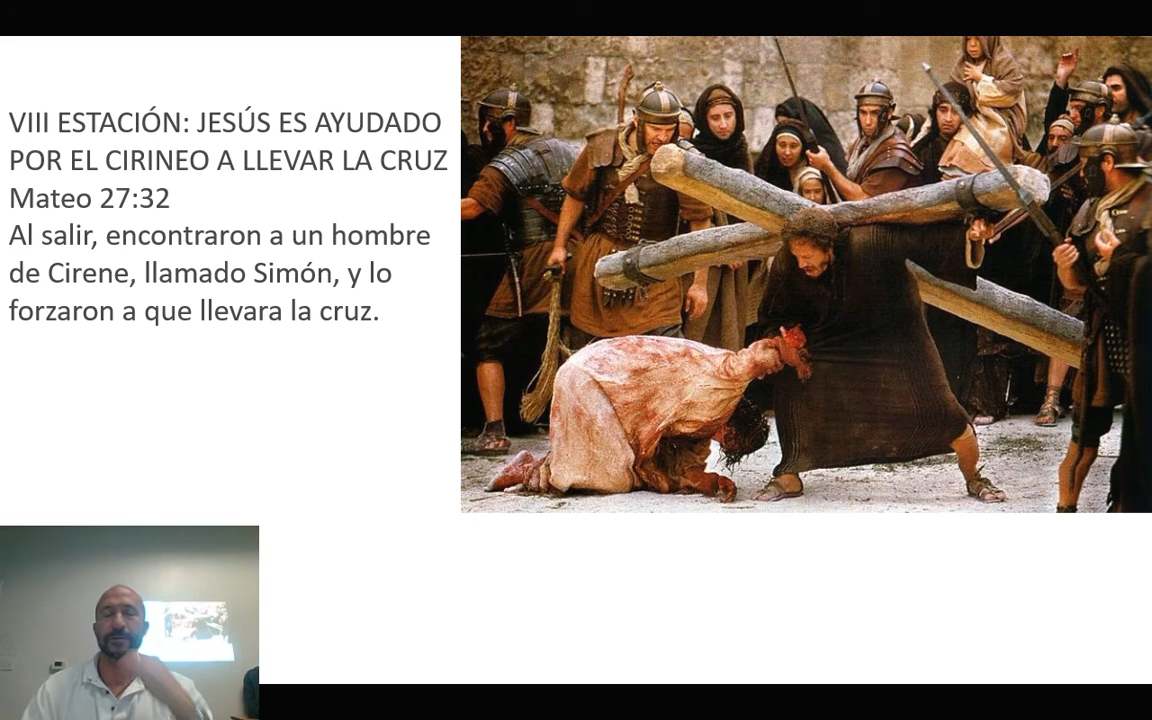 VIII ESTACIÓN: JESÚS ES AYUDADO
POR EL CIRINEO A LLEVAR LA CRUZ
Mateo 27:32
Al salir, encontraron a un hombre
de Cirene, llamado Simón, y lo
forzaron a que llevara la cruz.